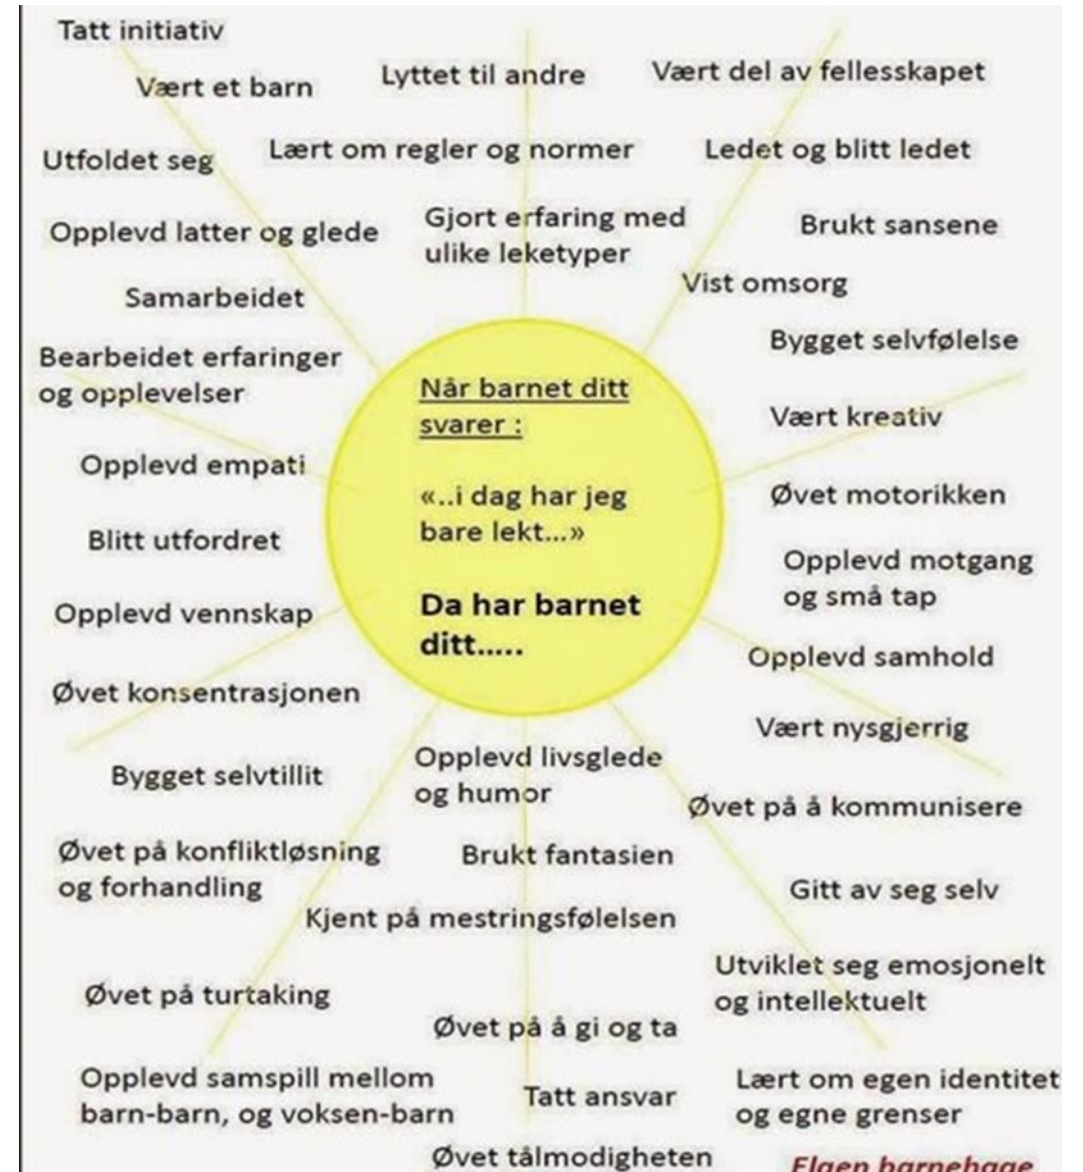 Tatt initiativ
Vært et barn
Lyttet til andre
Vært del av fellesskapet
Utfoldet seg
Lært om regler og normer
Ledet og blitt ledet
Opplevd latter og glede
Gjort erfaring med
ulike leketyper
Brukt sansene
Samarbeidet
Vist omsorg
Bearbeidet erfaringer
og opplevelser
Bygget selvfølelse
Når barnet ditt
svarer :
«..i dag har jeg
bare lekt...»
Da har barnet
ditt.....
Vært kreativ
Opplevd empati
Øvet motorikken
Blitt utfordret
Opplevd motgang
og små tap
Opplevd vennskap
Opplevd samhold
Øvet konsentrasjonen
Vært nysgjerrig
Bygget selvtillit
Opplevd livsglede
og humor
Øvet på å kommunisere
Øvet på konfliktløsning
og forhandling
Brukt fantasien
Gitt av seg selv
Kjent på mestringsfølelsen
Utviklet seg emosjonelt
og intellektuelt
Øvet på turtaking
Øvet på å gi og ta
Opplevd samspill mellom
barn-barn, og voksen-barn
Tatt ansvar
Lært om egen identitet
og egne grenser
Øvet tålmodigheten
Elgen barnehage